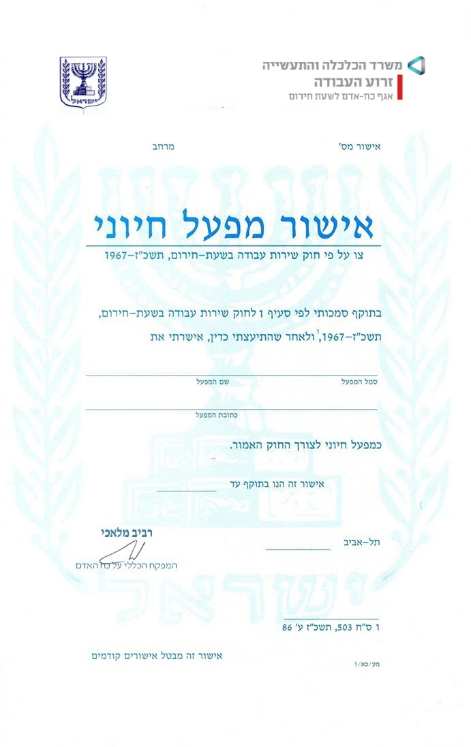 משרד הכלכלה והתעשייה
זרוע העבודה
אגף כח-אדם לשעת חירום
ישראל
אישור מס' מרחב
אישור מפעל חיוני
צו על פי חוק שירות עבודה בשעת-חירום, תשכ"ז-1967
בתוקף סמכותי לפי סעיף 1 לחוק שירות עבודה בשעת-חירום,
תשכ"ז-1967,¹ ולאחר שהתיעצתי כדין, אישרתי את
סמל המפעל שם המפעל
כתובת המפעל
כמפעל חיוני לצורך החוק האמור.
אישור זה הנו בתוקף עד
תל-אביב
רביב מלאכי
המפקח הכללי על כח האדם
ישראל
1 ס"ח 503, תשכ"ז ע' 86
אישור זה מבטל אישורים קודמים